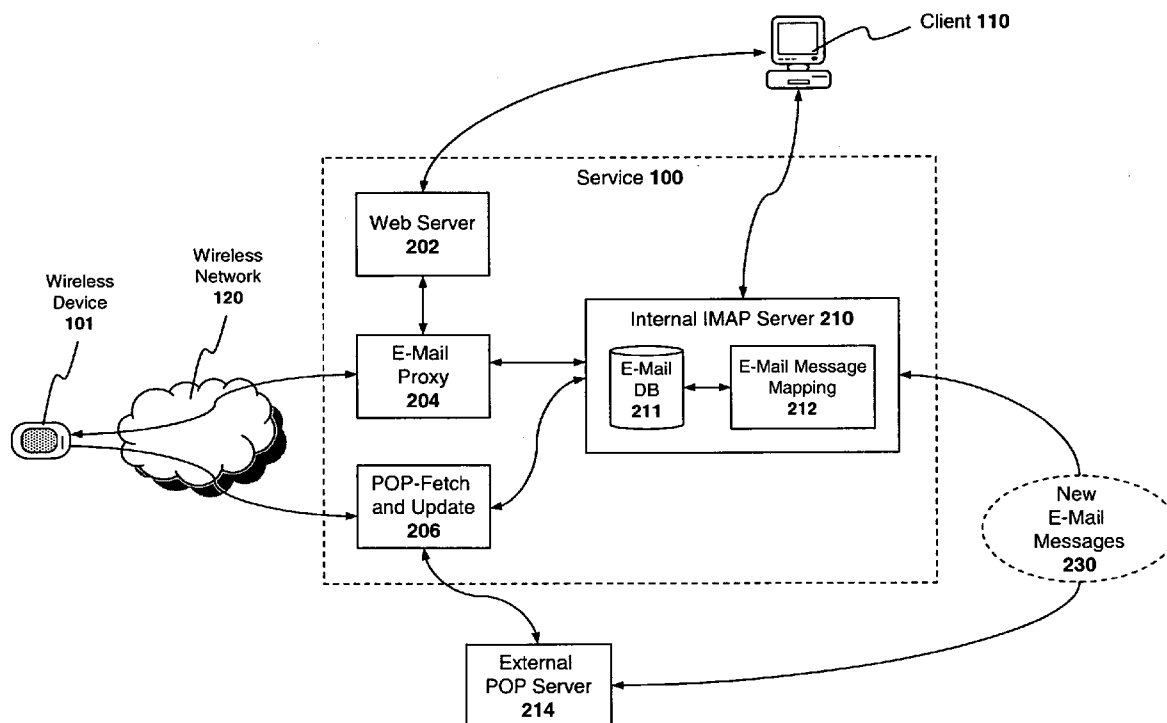 Client 110
Service 100
Web Server
202
Wireless
Network
120
Wireless
Device
101
Internal IMAP Server 210
E-Mail
Proxy
204
E-Mail
DB
211
E-Mail Message
Mapping
212
POP-Fetch
and Update
206
New
E-Mail
Messages
230
External
POP Server
214